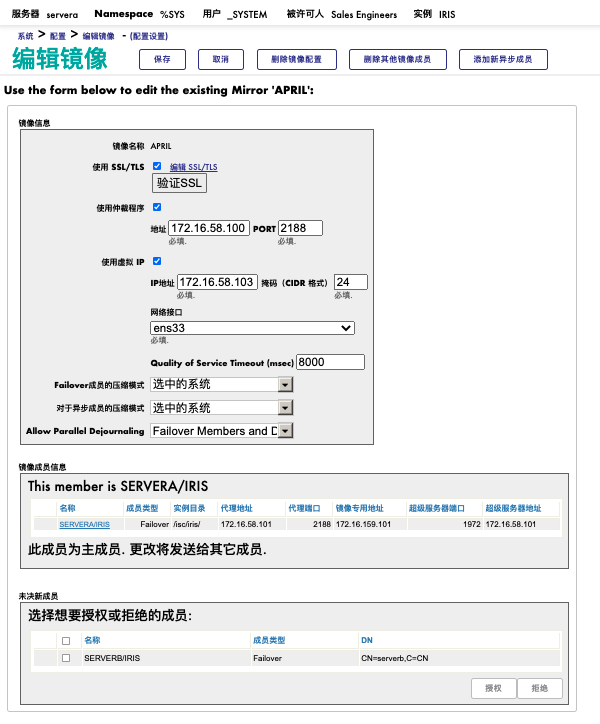 服务器 servera Namespace %SYS 用户 _SYSTEM 被许可人 Sales Engineers 实例 IRIS
系统 > 配置 > 编辑镜像 - (配置设置)
编辑镜像 保存 取消 删除镜像配置 删除其他镜像成员 添加新异步成员
Use the form below to edit the existing Mirror 'APRIL':
镜像信息
镜像名称 APRIL
使用 SSL/TLS 编辑 SSL/TLS
验证SSL
使用仲裁程序
地址 172.16.58.100 PORT 2188
必填. 必填.
使用虚拟 IP
IP地址 172.16.58.103 掩码（CIDR 格式） 24
必填. 必填.
网络接口
ens33
必填.
Quality of Service Timeout (msec) 8000
Failover成员的压缩模式 选中的系统
对于异步成员的压缩模式 选中的系统
Allow Parallel Dejournaling Failover Members and D
镜像成员信息
This member is SERVERA/IRIS
名称 成员类型 实例目录 代理地址 代理端口 镜像专用地址 超级服务器端口 超级服务器地址
SERVERA/IRIS Failover /isc/iris/ 172.16.58.101 2188 172.16.159.101 1972 172.16.58.101
此成员为主成员. 更改将发送给其它成员.
未决新成员
选择想要授权或拒绝的成员:
名称 成员类型 DN
SERVERB/IRIS Failover CN=serverb,C=CN
授权 拒绝